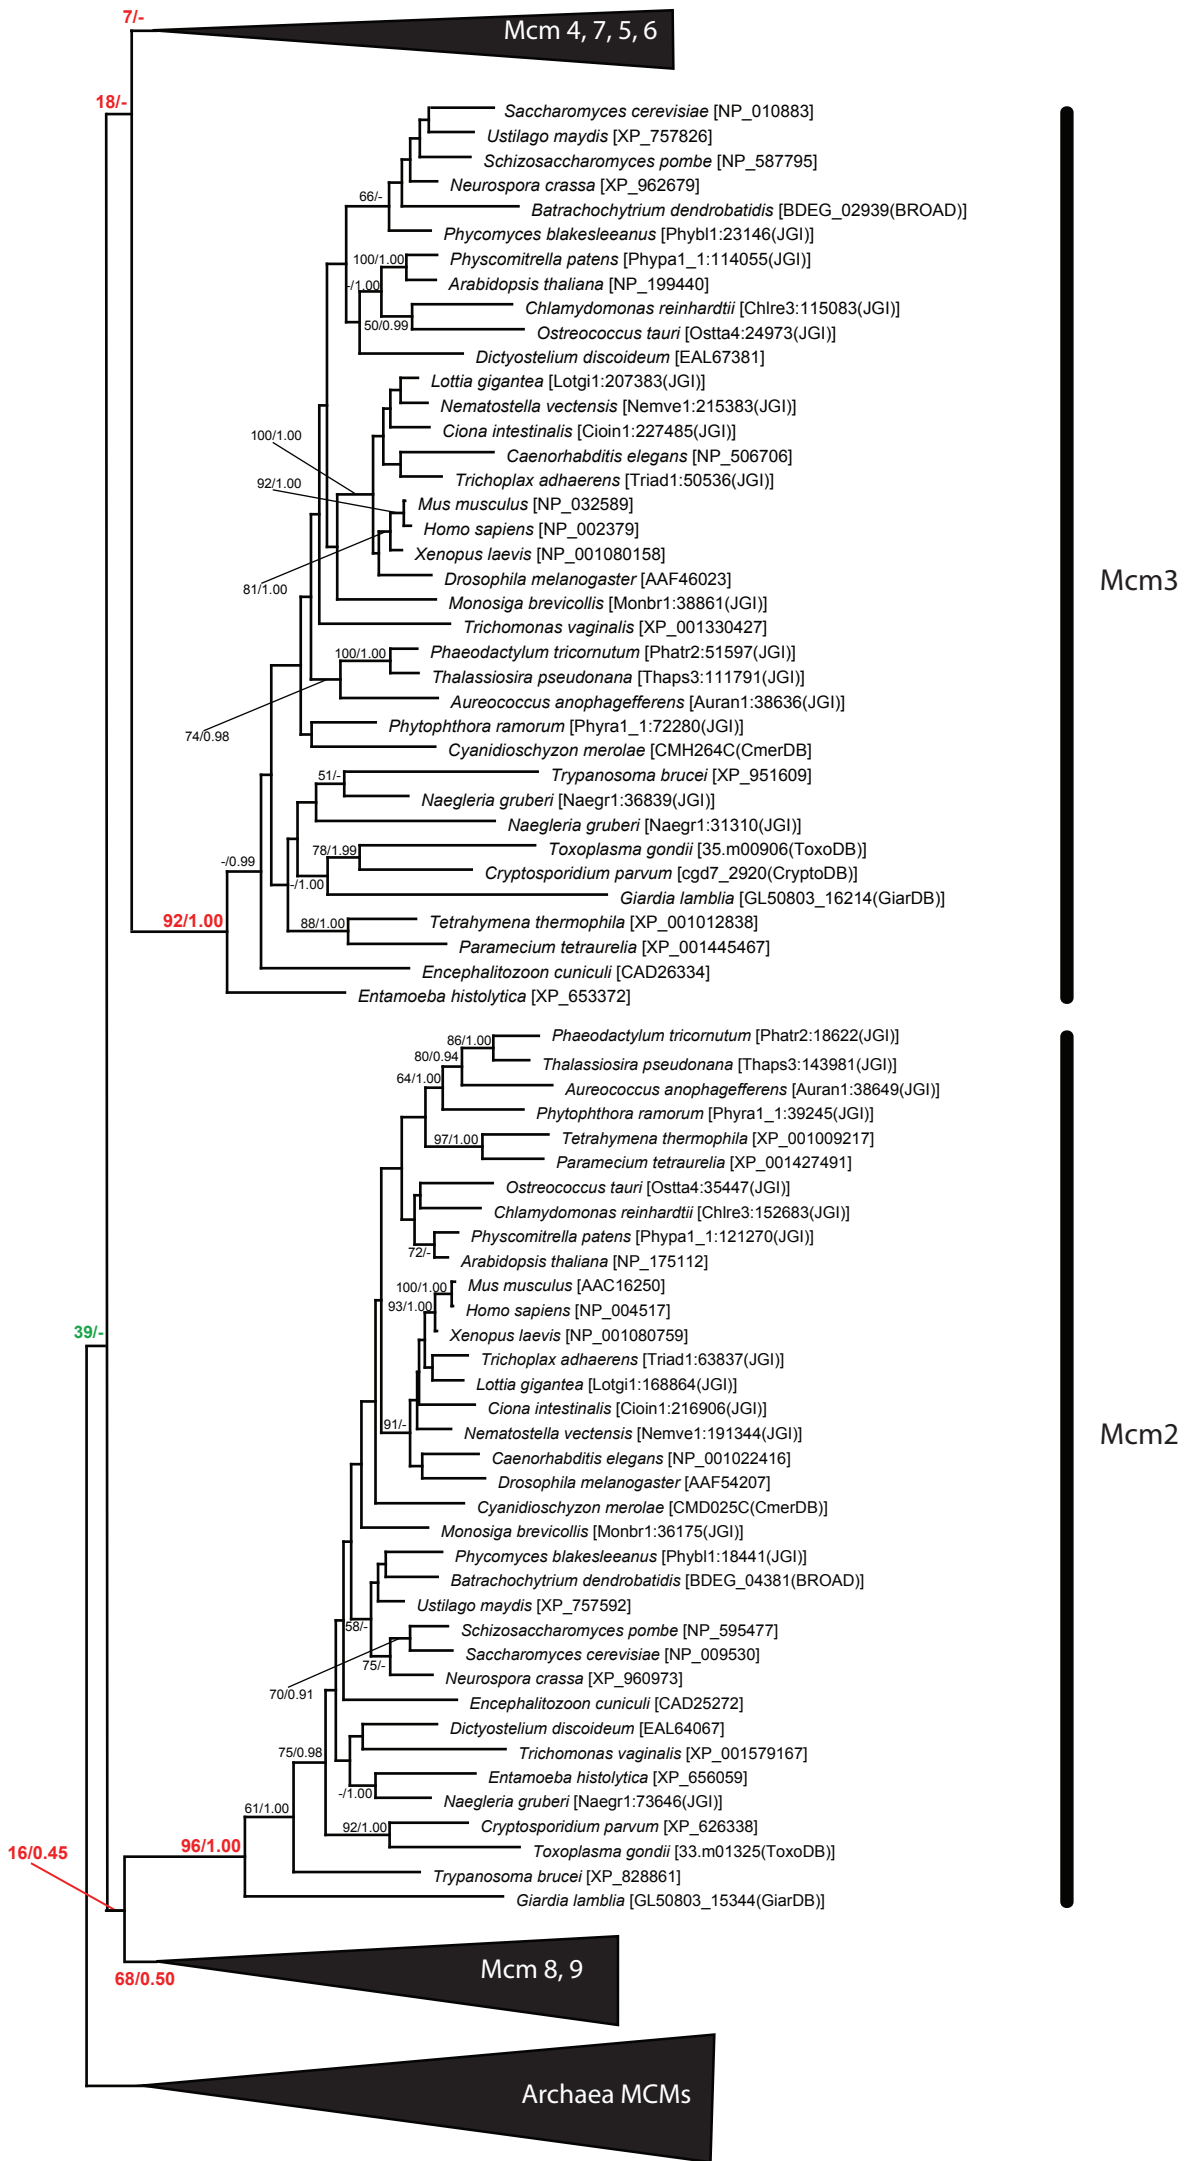 7/-
Mcm 4, 7, 5, 6
18/-
Saccharomyces cerevisiae [NP_010883]
Ustilago maydis [XP_757826]
Schizosaccharomyces pombe [NP_587795]
Neurospora crassa [XP_962679]
66/-
Batrachochytrium dendrobatidis [BDEG_02939(BROAD)]
Phycomyces blakesleeanus [Phybl1:23146(JGI)]
100/1.00
Physcomitrella patens [Phypa1_1:114055(JGI)]
-/1.00
Arabidopsis thaliana [NP_199440]
Chlamydomonas reinhardtii [Chlre3:115083(JGI)]
50/0.99
Ostreococcus tauri [Ostta4:24973(JGI)]
Dictyostelium discoideum [EAL67381]
Lottia gigantea [Lotgi1:207383(JGI)]
Nematostella vectensis [Nemve1:215383(JGI)]
100/1.00
Ciona intestinalis [Cioin1:227485(JGI)]
Caenorhabditis elegans [NP_506706]
92/1.00
Trichoplax adhaerens [Triad1:50536(JGI)]
Mus musculus [NP_032589]
Homo sapiens [NP_002379]
Xenopus laevis [NP_001080158]
81/1.00
Drosophila melanogaster [AAF46023]
Mcm3
Monosiga brevicollis [Monbr1:38861(JGI)]
Trichomonas vaginalis [XP_001330427]
100/1.00
Phaeodactylum tricornutum [Phatr2:51597(JGI)]
Thalassiosira pseudonana [Thaps3:111791(JGI)]
Aureococcus anophagefferens [Auran1:38636(JGI)]
74/0.98
Phytophthora ramorum [Phyra1_1:72280(JGI)]
Cyanidioschyzon merolae [CMH264C(CmerDB]
51/-
Trypanosoma brucei [XP_951609]
Naegleria gruberi [Naegr1:36839(JGI)]
Naegleria gruberi [Naegr1:31310(JGI)]
78/1.99
Toxoplasma gondii [35.m00906(ToxoDB)]
-/0.99
Cryptosporidium parvum [cgd7_2920(CryptoDB)]
-/1.00
Giardia lamblia [GL50803_16214(GiarDB)]
92/1.00
88/1.00
Tetrahymena thermophila [XP_001012838]
Paramecium tetraurelia [XP_001445467]
Encephalitozoon cuniculi [CAD26334]
Entamoeba histolytica [XP_653372]
86/1.00
Phaeodactylum tricornutum [Phatr2:18622(JGI)]
80/0.94
Thalassiosira pseudonana [Thaps3:143981(JGI)]
64/1.00
Aureococcus anophagefferens [Auran1:38649(JGI)]
Phytophthora ramorum [Phyra1_1:39245(JGI)]
97/1.00
Tetrahymena thermophila [XP_001009217]
Paramecium tetraurelia [XP_001427491]
Ostreococcus tauri [Ostta4:35447(JGI)]
Chlamydomonas reinhardtii [Chlre3:152683(JGI)]
Physcomitrella patens [Phypa1_1:121270(JGI)]
72/-
Arabidopsis thaliana [NP_175112]
100/1.00
Mus musculus [AAC16250]
93/1.00
Homo sapiens [NP_004517]
39/-
Xenopus laevis [NP_001080759]
Trichoplax adhaerens [Triad1:63837(JGI)]
Lottia gigantea [Lotgi1:168864(JGI)]
Ciona intestinalis [Cioin1:216906(JGI)]
91/-
Nematostella vectensis [Nemve1:191344(JGI)]
Mcm2
Caenorhabditis elegans [NP_001022416]
Drosophila melanogaster [AAF54207]
Cyanidioschyzon merolae [CMD025C(CmerDB)]
Monosiga brevicollis [Monbr1:36175(JGI)]
Phycomyces blakesleeanus [Phybl1:18441(JGI)]
Batrachochytrium dendrobatidis [BDEG_04381(BROAD)]
Ustilago maydis [XP_757592]
58/-
Schizosaccharomyces pombe [NP_595477]
Saccharomyces cerevisiae [NP_009530]
75/-
Neurospora crassa [XP_960973]
70/0.91
Encephalitozoon cuniculi [CAD25272]
Dictyostelium discoideum [EAL64067]
75/0.98
Trichomonas vaginalis [XP_001579167]
Entamoeba histolytica [XP_656059]
-/1.00
Naegleria gruberi [Naegr1:73646(JGI)]
61/1.00
92/1.00
Cryptosporidium parvum [XP_626338]
96/1.00
Toxoplasma gondii [33.m01325(ToxoDB)]
16/0.45
Trypanosoma brucei [XP_828861]
Giardia lamblia [GL50803_15344(GiarDB)]
Mcm 8, 9
68/0.50
Archaea MCMs